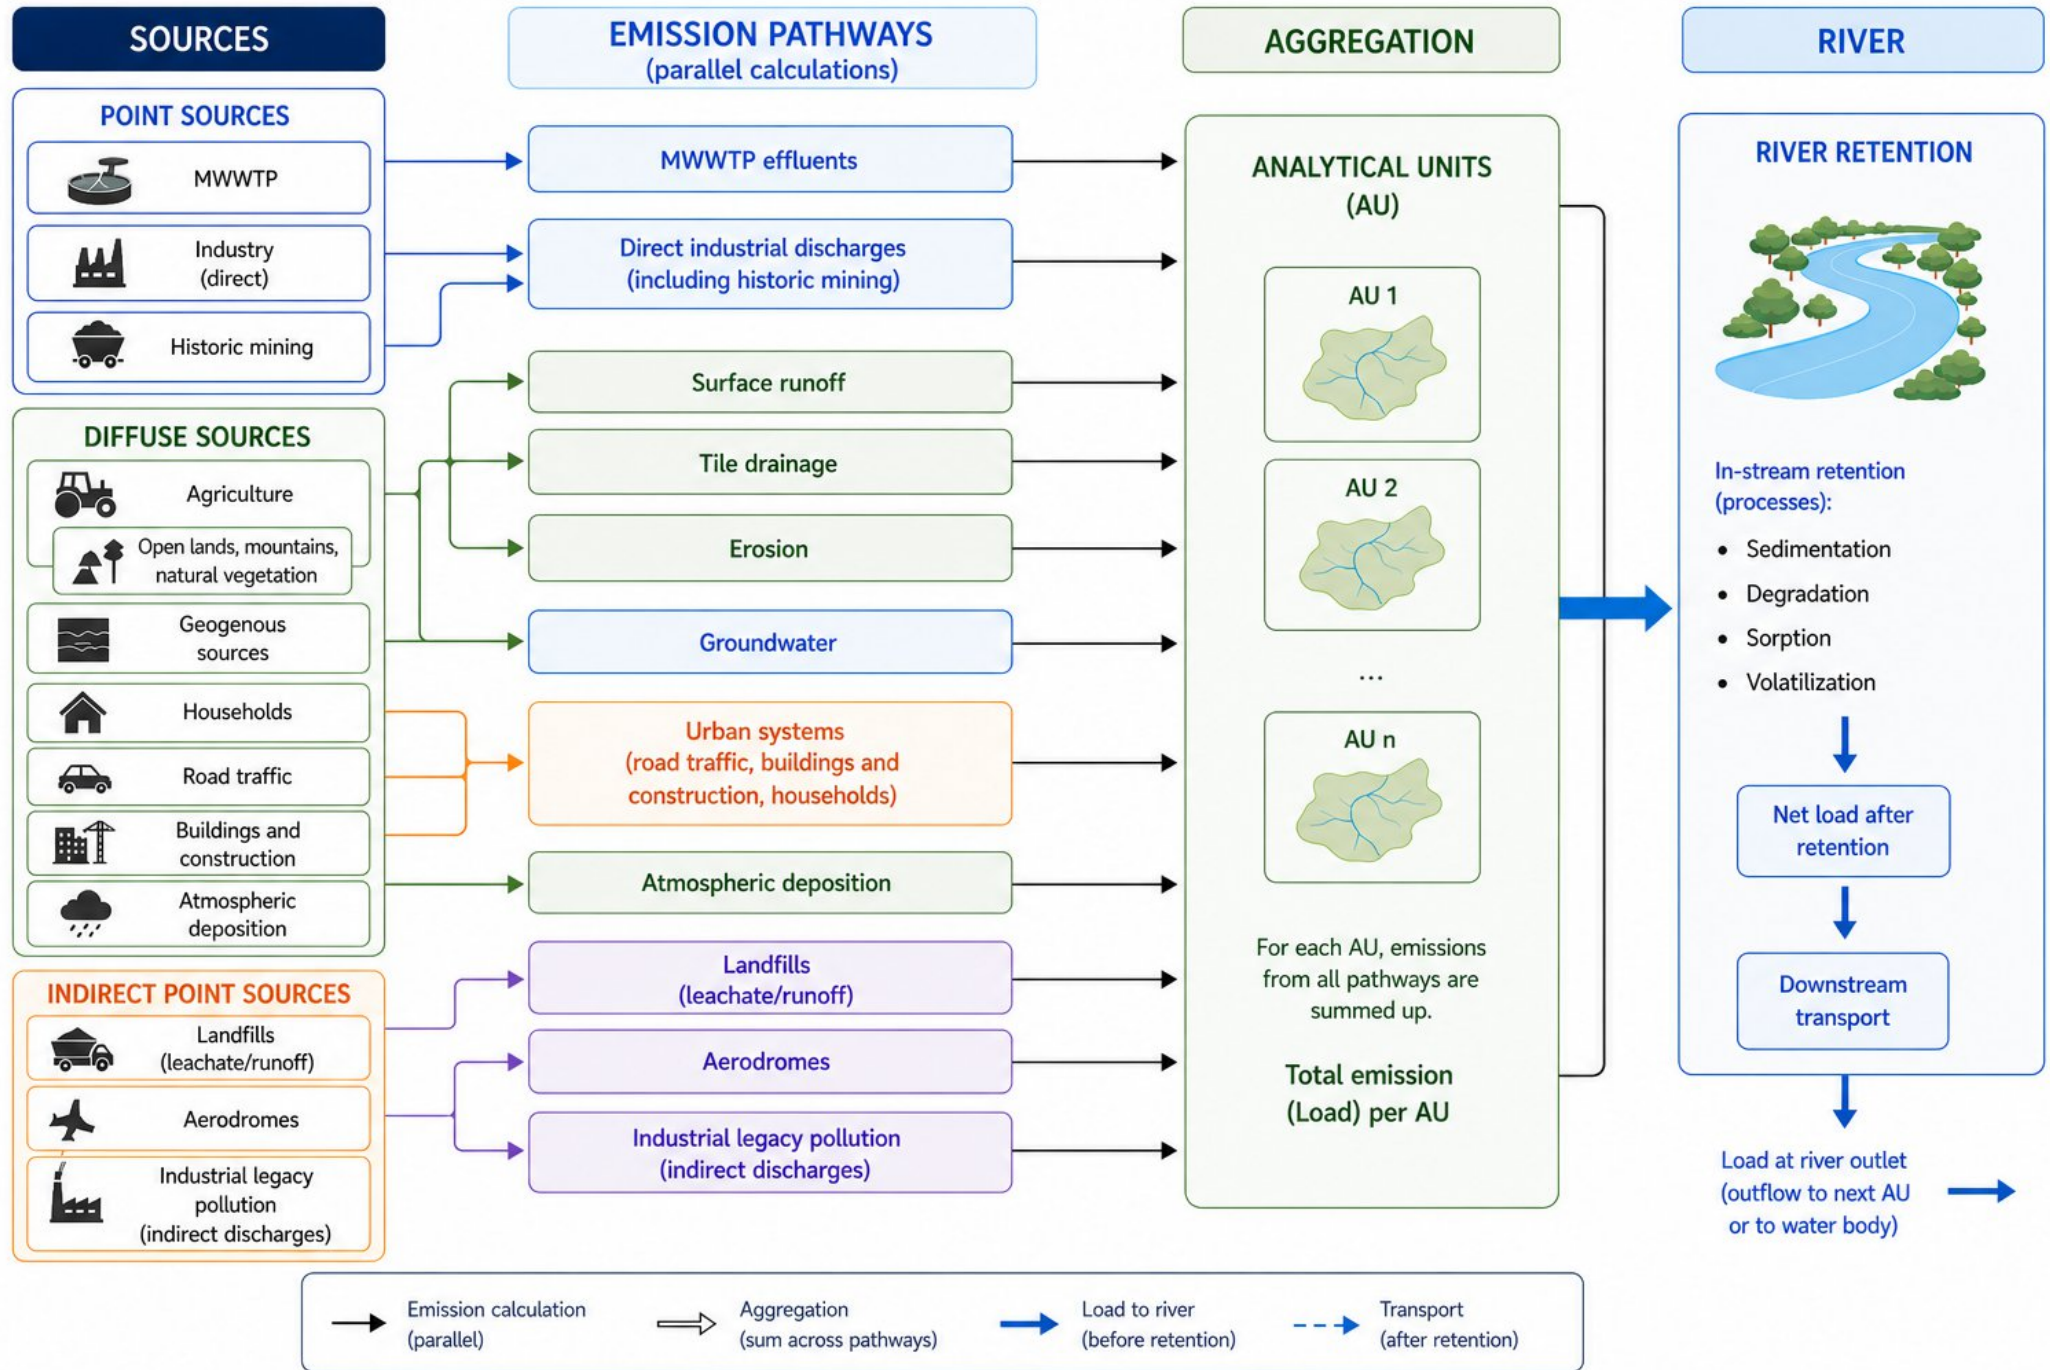 SOURCES
POINT SOURCES
MWWTP
Industry
(direct)
Historic mining
DIFFUSE SOURCES
Agriculture
Open lands, mountains,
natural vegetation
Geogenous
sources
Households
Road traffic
Buildings and
construction
Atmospheric
deposition
INDIRECT POINT SOURCES
Landfills
(leachate/runoff)
Aerodromes
Industrial legacy
pollution
(indirect discharges)
EMISSION PATHWAYS
(parallel calculations)
MWWTP effluents
Direct industrial discharges
(including historic mining)
Surface runoff
Tile drainage
Erosion
Groundwater
Urban systems
(road traffic, buildings and
construction, households)
Atmospheric deposition
Landfills
(leachate/runoff)
Aerodromes
Industrial legacy pollution
(indirect discharges)
AGGREGATION
ANALYTICAL UNITS
(AU)
AU 1
AU 2
...
AU n
For each AU, emissions
from all pathways are
summed up.
Total emission
(Load) per AU
RIVER
RIVER RETENTION
In-stream retention
(processes):
• Sedimentation
• Degradation
• Sorption
• Volatilization
Net load after
retention
Downstream
transport
Load at river outlet
(outflow to next AU
or to water body)
Emission calculation
(parallel)
Aggregation
(sum across pathways)
Load to river
(before retention)
Transport
(after retention)